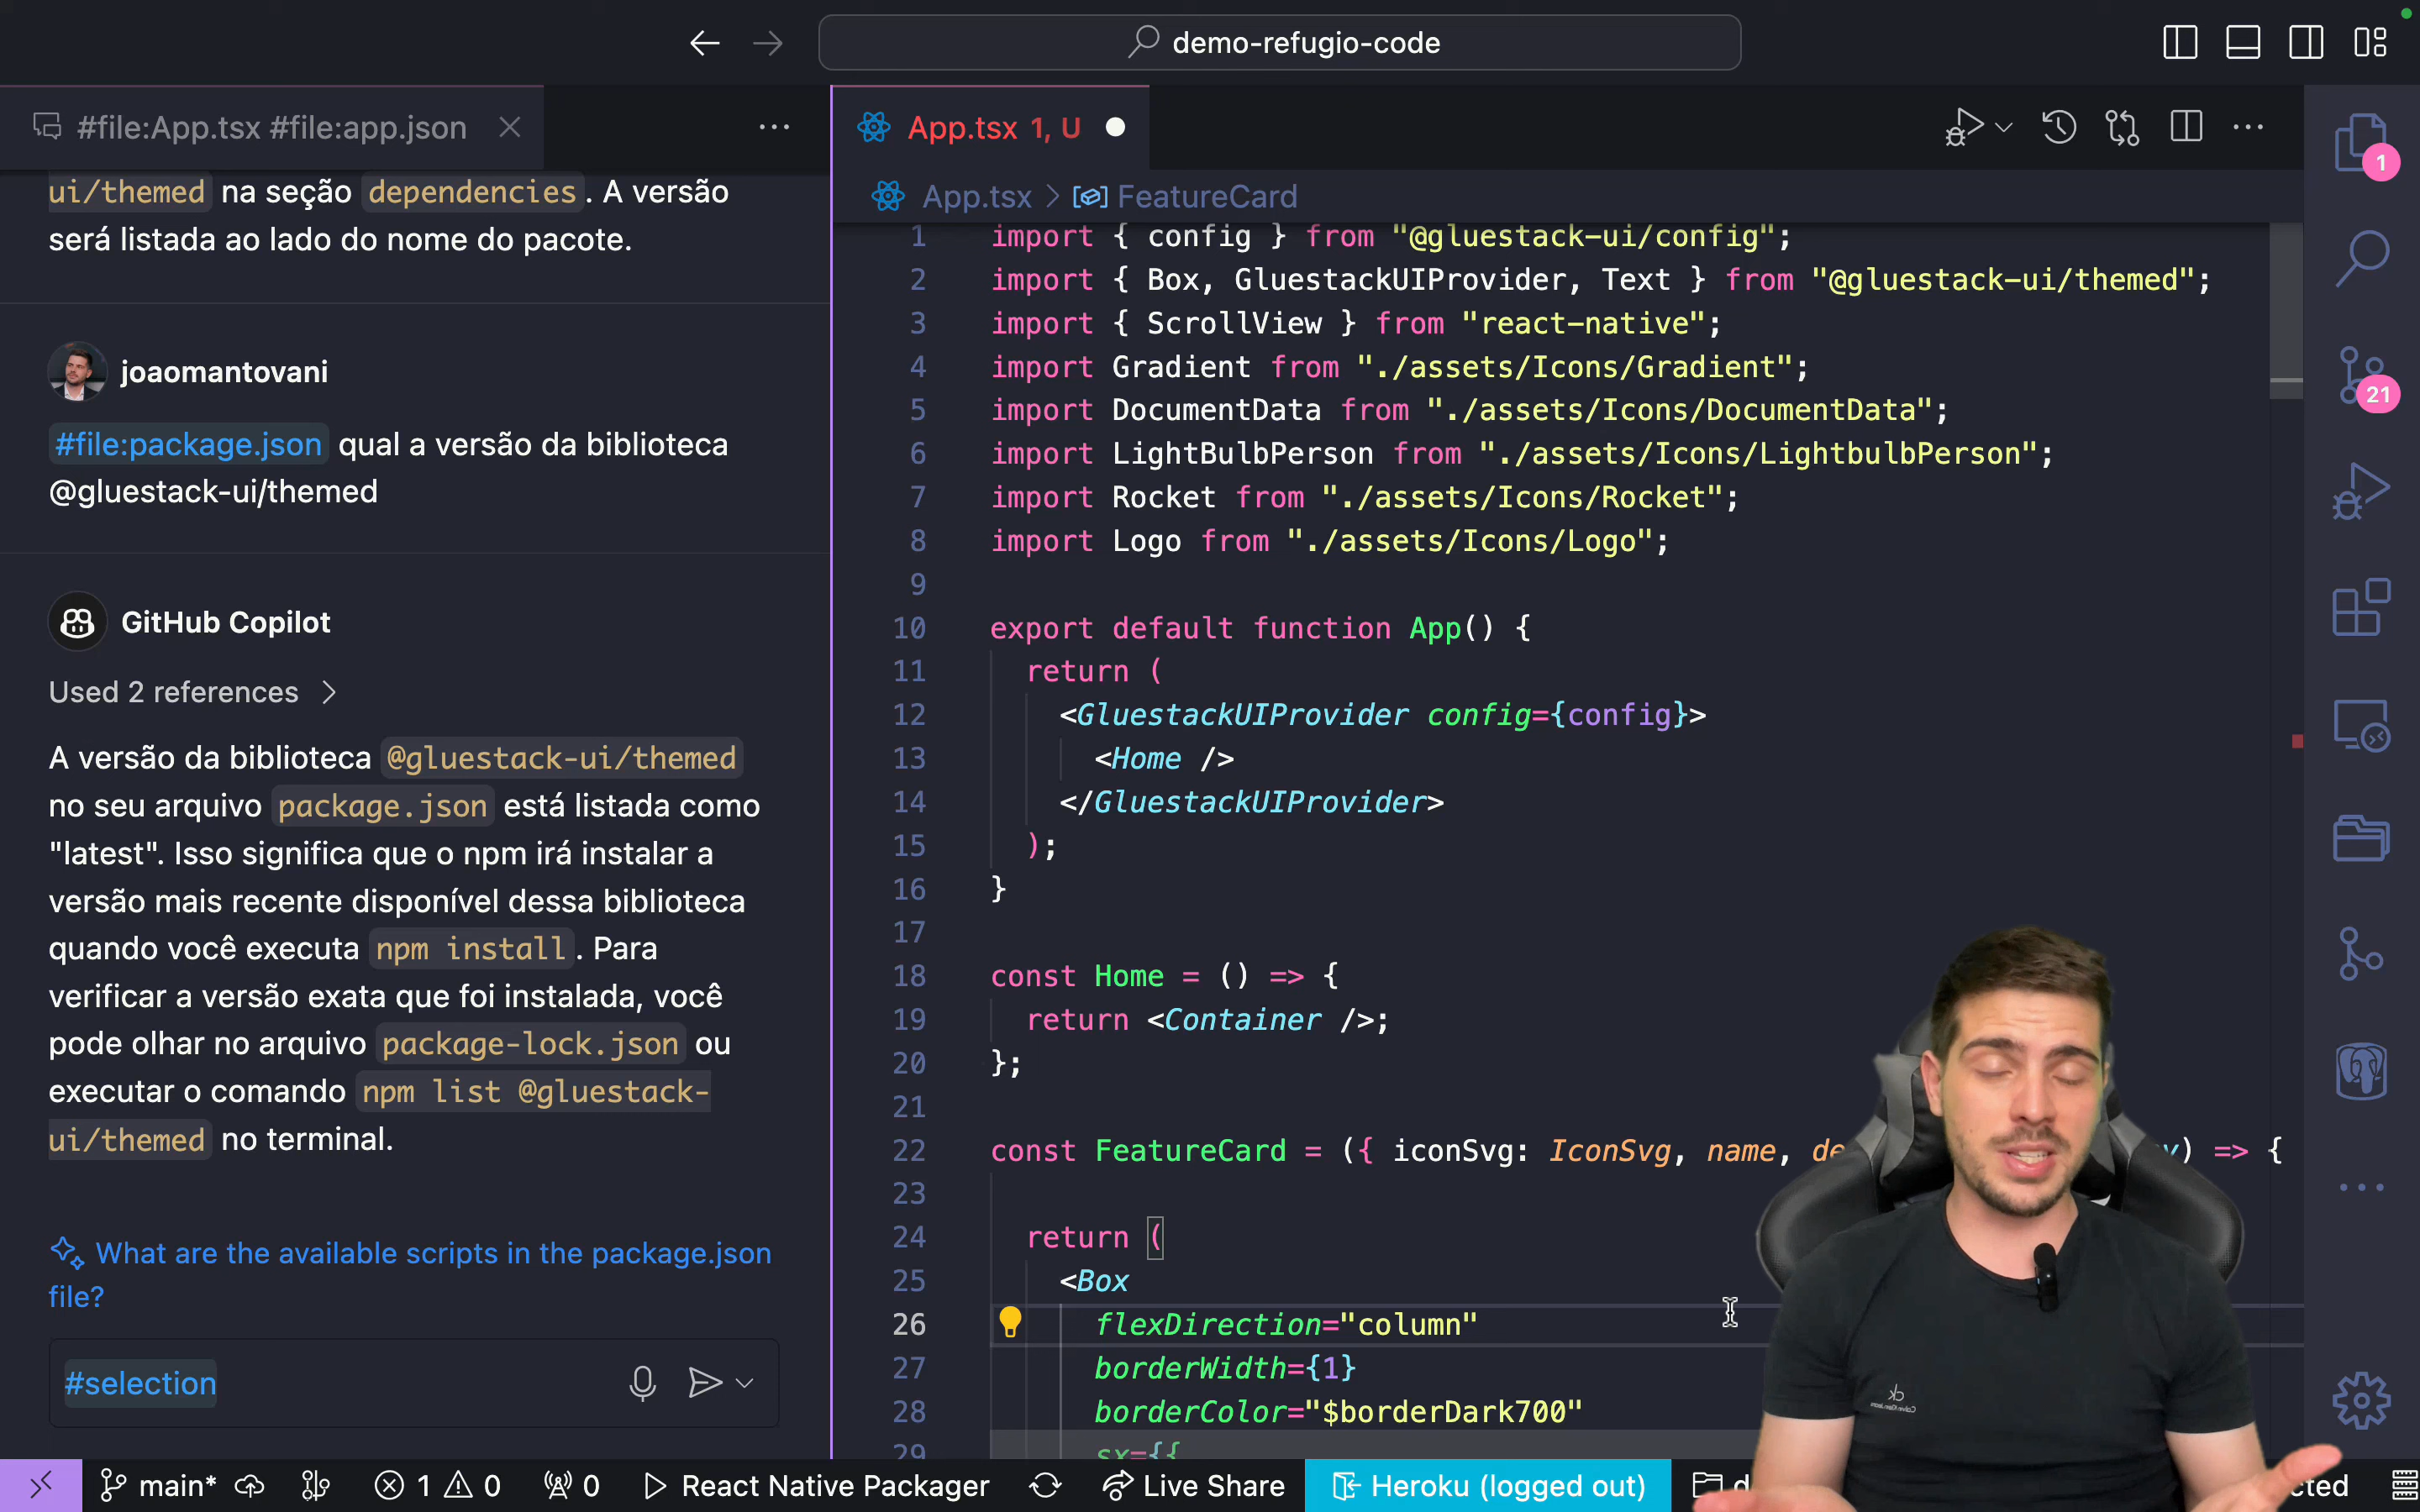 demo-refugio-code
#file:App.tsx #file:app.json
ui/themed na seção dependencies. A versão
será listada ao lado do nome do pacote.
joaomantovani
#file:package.json qual a versão da biblioteca
@gluestack-ui/themed
GitHub Copilot
Used 2 references
A versão da biblioteca @gluestack-ui/themed
no seu arquivo package.json está listada como
"latest". Isso significa que o npm irá instalar a
versão mais recente disponível dessa biblioteca
quando você executa npm install. Para
verificar a versão exata que foi instalada, você
pode olhar no arquivo package-lock.json ou
executar o comando npm list @gluestack-
ui/themed no terminal.
What are the available scripts in the package.json
file?
#selection
App.tsx 1, U
App.tsx > FeatureCard
1 import { config } from "@gluestack-ui/config";
2 import { Box, GluestackUIProvider, Text } from "@gluestack-ui/themed";
3 import { ScrollView } from "react-native";
4 import Gradient from "./assets/Icons/Gradient";
5 import DocumentData from "./assets/Icons/DocumentData";
6 import LightBulbPerson from "./assets/Icons/LightbulbPerson";
7 import Rocket from "./assets/Icons/Rocket";
8 import Logo from "./assets/Icons/Logo";
9
10 export default function App() {
11 return (
12 <GluestackUIProvider config={config}>
13 <Home />
14 </GluestackUIProvider>
15 );
16 }
17
18 const Home = () => {
19 return <Container />;
20 };
21
22 const FeatureCard = ({ iconSvg: IconSvg, name, de y) => {
23
24 return (
25 <Box
26 flexDirection="column"
27 borderWidth={1}
28 borderColor="$borderDark700"
29 sx={{
1
21
main* 1 0 0 React Native Packager Live Share Heroku (logged out) d cted